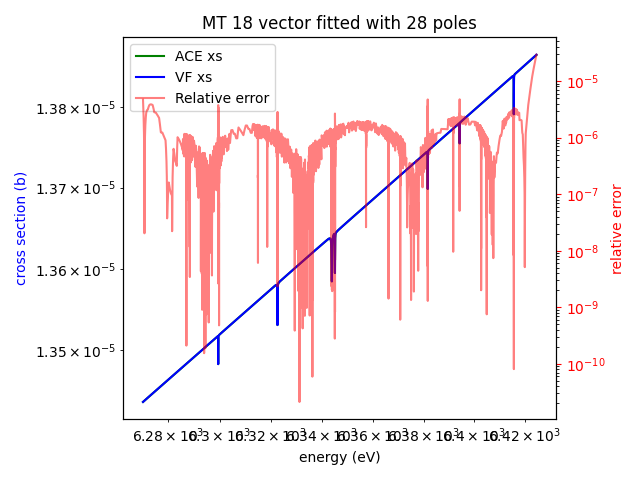 MT 18 vector fitted with 28 poles
ACE xs
VF xs
Relative error
1.38 × 10⁻⁵
1.37 × 10⁻⁵
1.36 × 10⁻⁵
1.35 × 10⁻⁵
cross section (b)
10⁻⁵
10⁻⁶
10⁻⁷
10⁻⁸
10⁻⁹
10⁻¹⁰
relative error
6.28 × 10³ 6.3 × 10³ 6.32 × 10³ 6.34 × 10³ 6.36 × 10³ 6.38 × 10³ 6.4 × 10³ 6.42 × 10³
energy (eV)